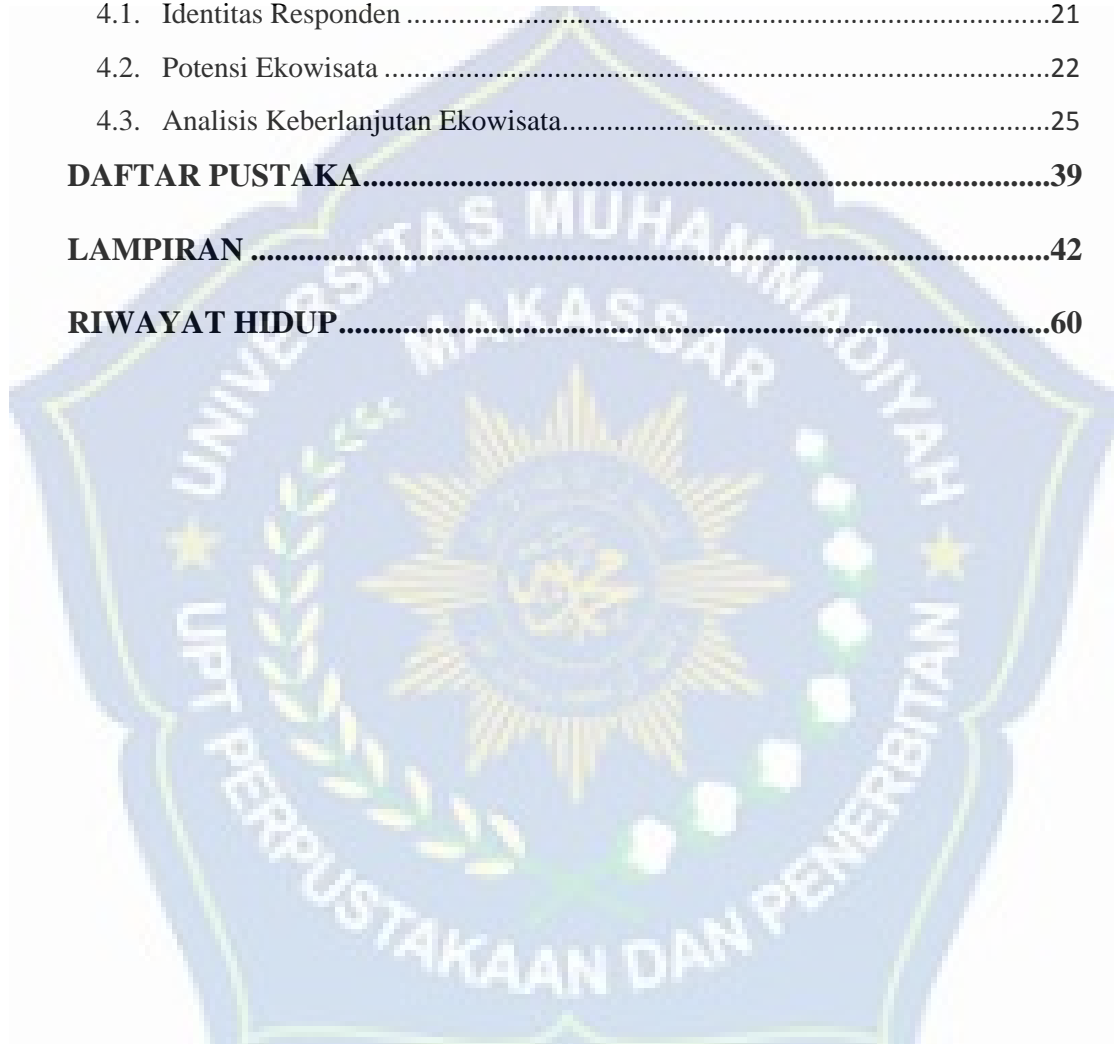 4.1. Identitas Responden ........................................................................21
4.2. Potensi Ekowisata ............................................................................22
4.3. Analisis Keberlanjutan Ekowisata....................................................25
DAFTAR PUSTAKA..............................................................................39
LAMPIRAN ............................................................................................42
RIWAYAT HIDUP..................................................................................60
UNIVERSITAS MUHAMMADIYAH
MAKASSAR
UPT PERPUSTAKAAN DAN PENERBITAN